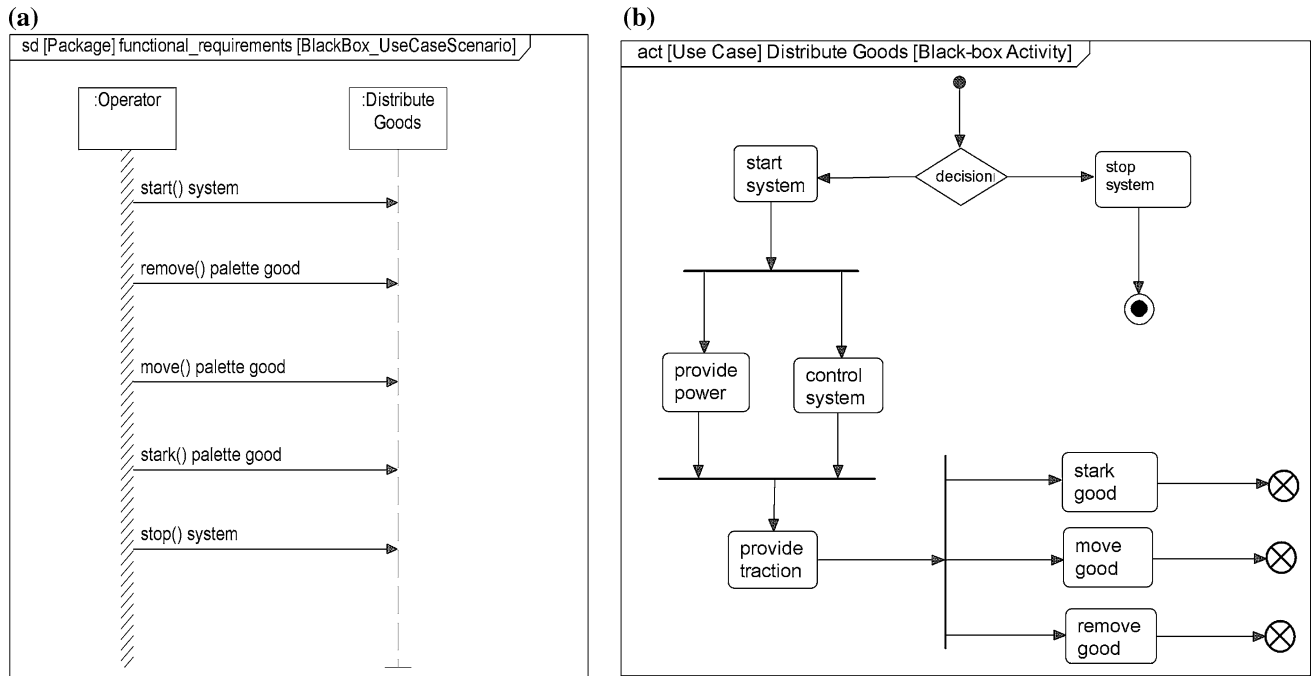 (a)
sd [Package] functional_requirements [BlackBox_UseCaseScenario]
:Operator
:Distribute
Goods
start() system
remove() palette good
move() palette good
stark() palette good
stop() system
(b)
act [Use Case] Distribute Goods [Black-box Activity]
start
system
decision
stop
system
provide
power
control
system
provide
traction
stark
good
move
good
remove
good